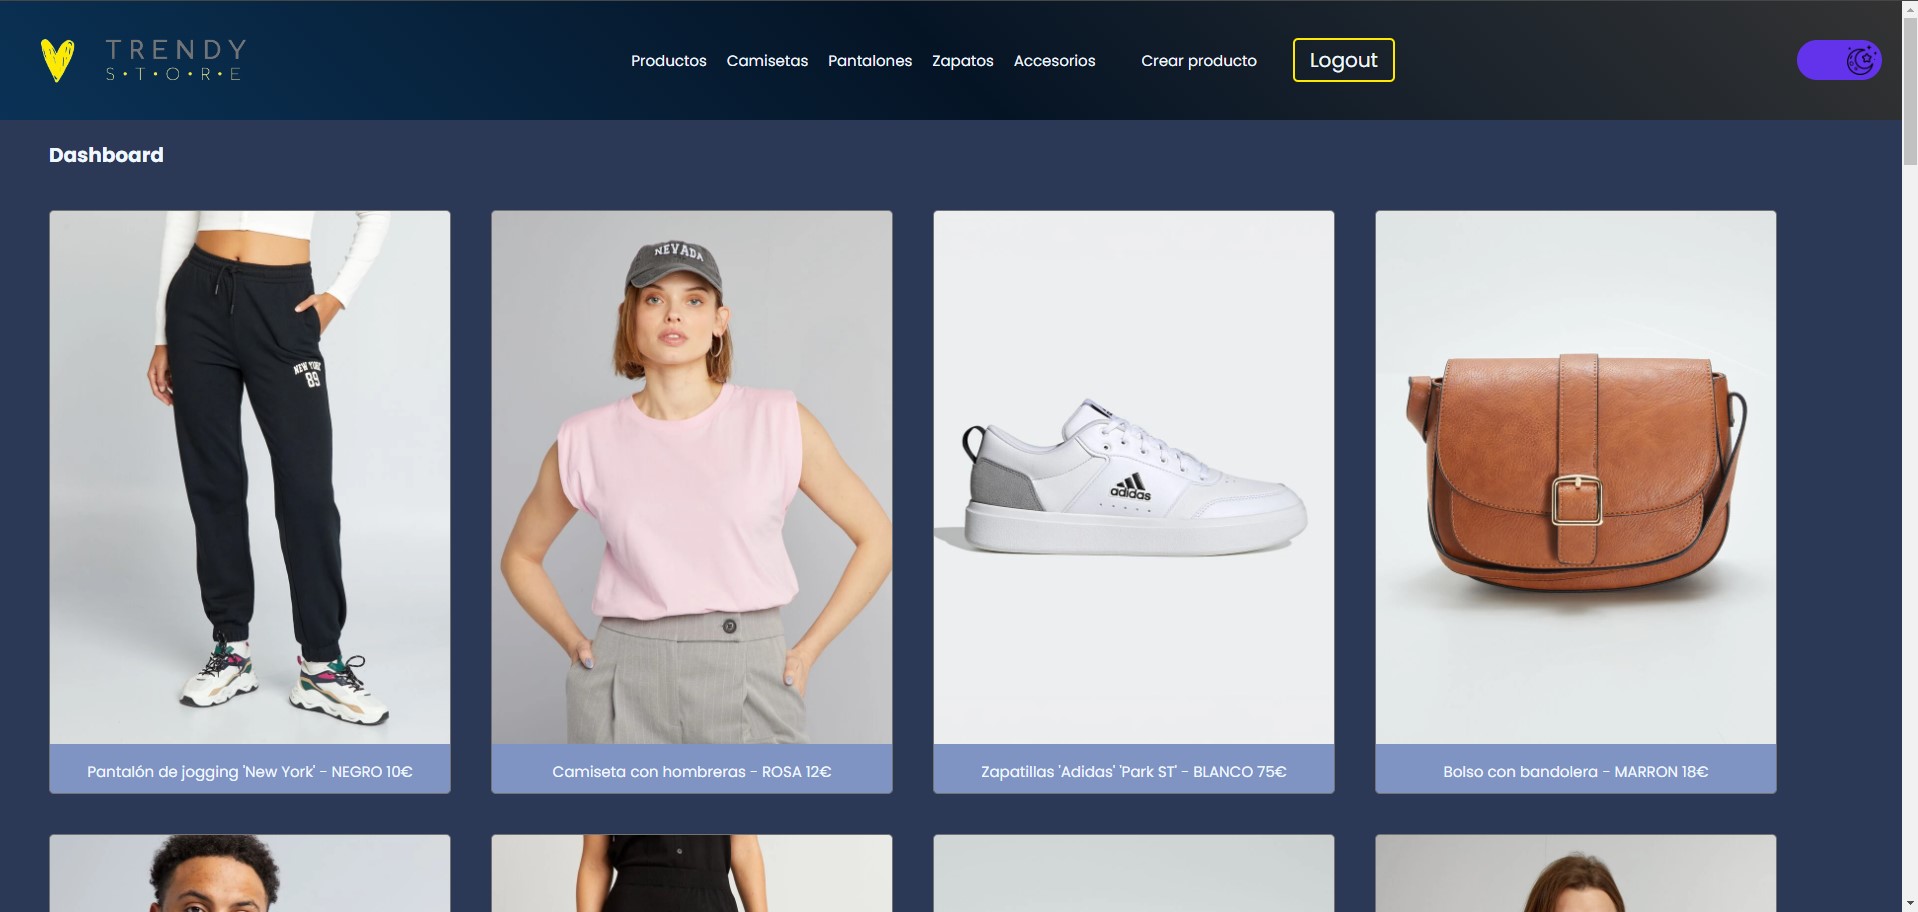 TRENDY
S·T·O·R·E
Productos Camisetas Pantalones Zapatos Accesorios Crear producto Logout
Dashboard
NEW YORK
89
NEVADA
adidas
Pantalón de jogging 'New York' - NEGRO 10€
Camiseta con hombreras - ROSA 12€
Zapatillas 'Adidas' 'Park ST' - BLANCO 75€
Bolso con bandolera - MARRON 18€